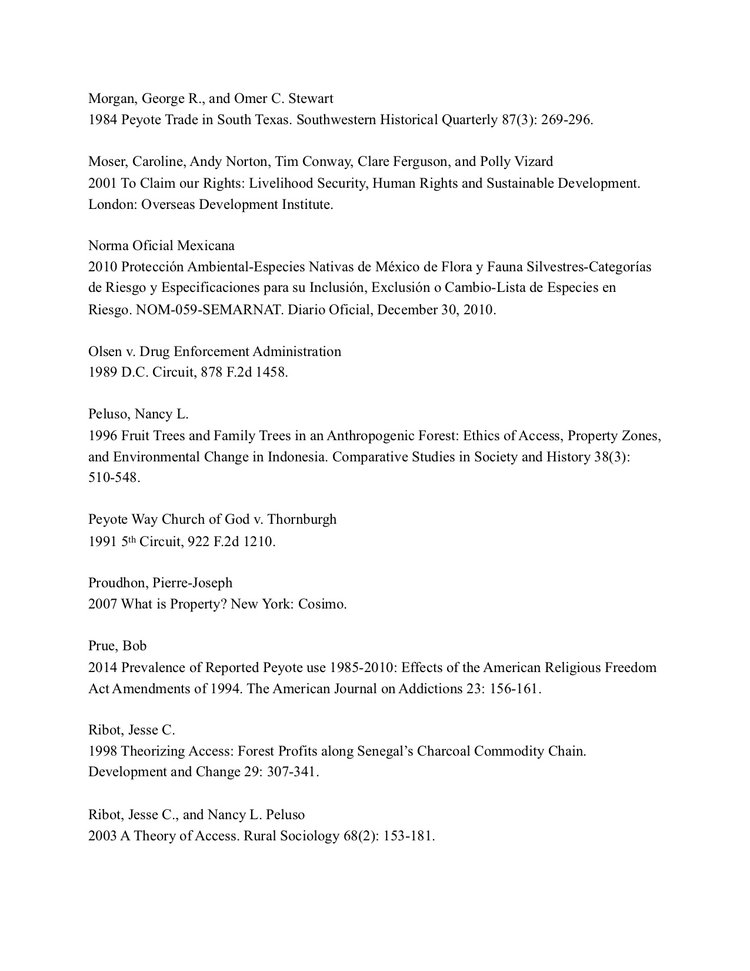 Morgan, George R., and Omer C. Stewart
1984 Peyote Trade in South Texas. Southwestern Historical Quarterly 87(3): 269-296.
Moser, Caroline, Andy Norton, Tim Conway, Clare Ferguson, and Polly Vizard
2001 To Claim our Rights: Livelihood Security, Human Rights and Sustainable Development.
London: Overseas Development Institute.
Norma Oficial Mexicana
2010 Protección Ambiental-Especies Nativas de México de Flora y Fauna Silvestres-Categorías
de Riesgo y Especificaciones para su Inclusión, Exclusión o Cambio-Lista de Especies en
Riesgo. NOM-059-SEMARNAT. Diario Oficial, December 30, 2010.
Olsen v. Drug Enforcement Administration
1989 D.C. Circuit, 878 F.2d 1458.
Peluso, Nancy L.
1996 Fruit Trees and Family Trees in an Anthropogenic Forest: Ethics of Access, Property Zones,
and Environmental Change in Indonesia. Comparative Studies in Society and History 38(3):
510-548.
Peyote Way Church of God v. Thornburgh
1991 5th Circuit, 922 F.2d 1210.
Proudhon, Pierre-Joseph
2007 What is Property? New York: Cosimo.
Prue, Bob
2014 Prevalence of Reported Peyote use 1985-2010: Effects of the American Religious Freedom
Act Amendments of 1994. The American Journal on Addictions 23: 156-161.
Ribot, Jesse C.
1998 Theorizing Access: Forest Profits along Senegal’s Charcoal Commodity Chain.
Development and Change 29: 307-341.
Ribot, Jesse C., and Nancy L. Peluso
2003 A Theory of Access. Rural Sociology 68(2): 153-181.